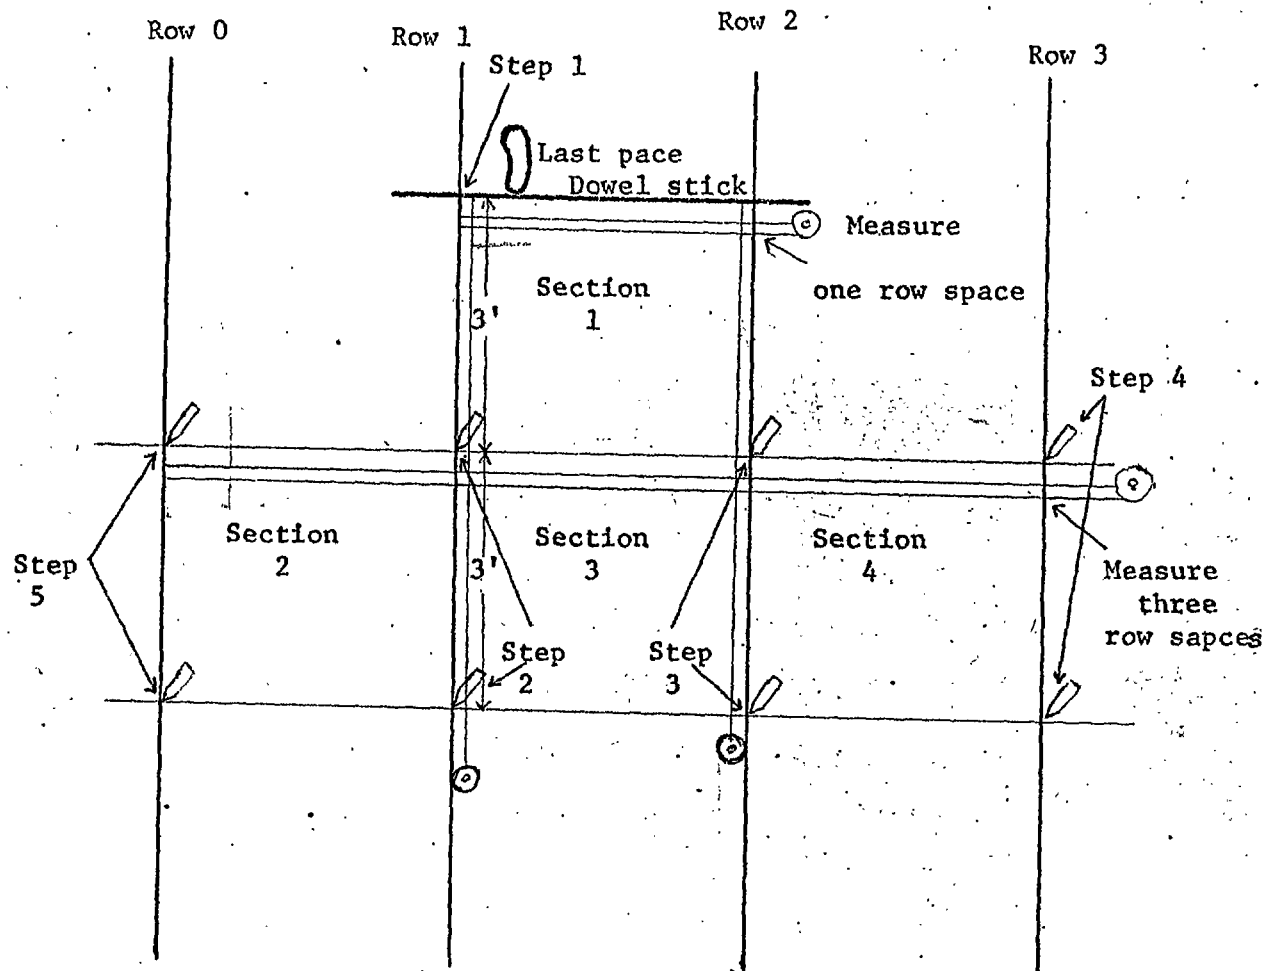 Row 0
Row 1
Row 2
Row 3
Step 1
Last pace
Dowel stick
Measure
one row space
Section
1
3'
Step 4
Section
2
Section
3
Section
4
3'
Step
5
Measure
three
row sapces
Step
2
Step
3